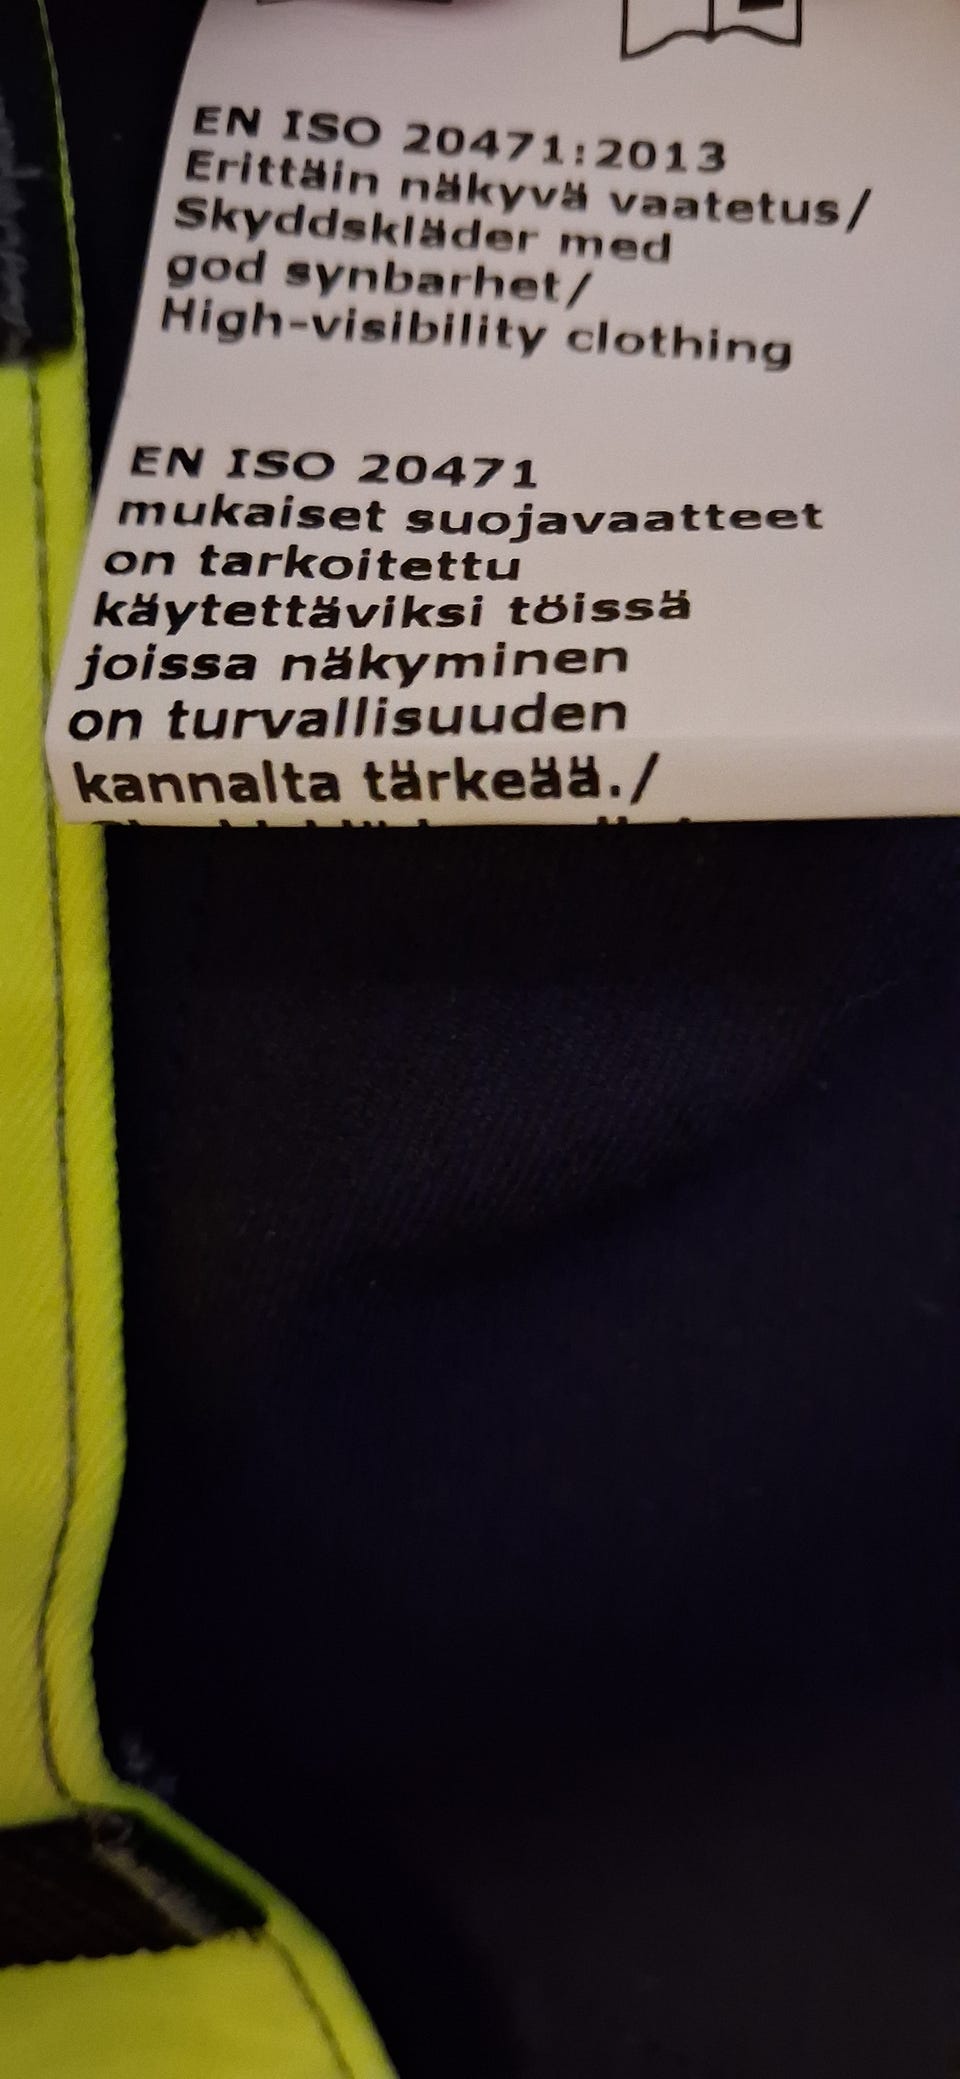 EN ISO 20471:2013
Erittäin näkyvä vaatetus/
Skyddskläder med
god synbarhet/
High-visibility clothing
EN ISO 20471
mukaiset suojavaatteet
on tarkoitettu
käytettäviksi töissä
joissa näkyminen
on turvallisuuden
kannalta tärkeää./